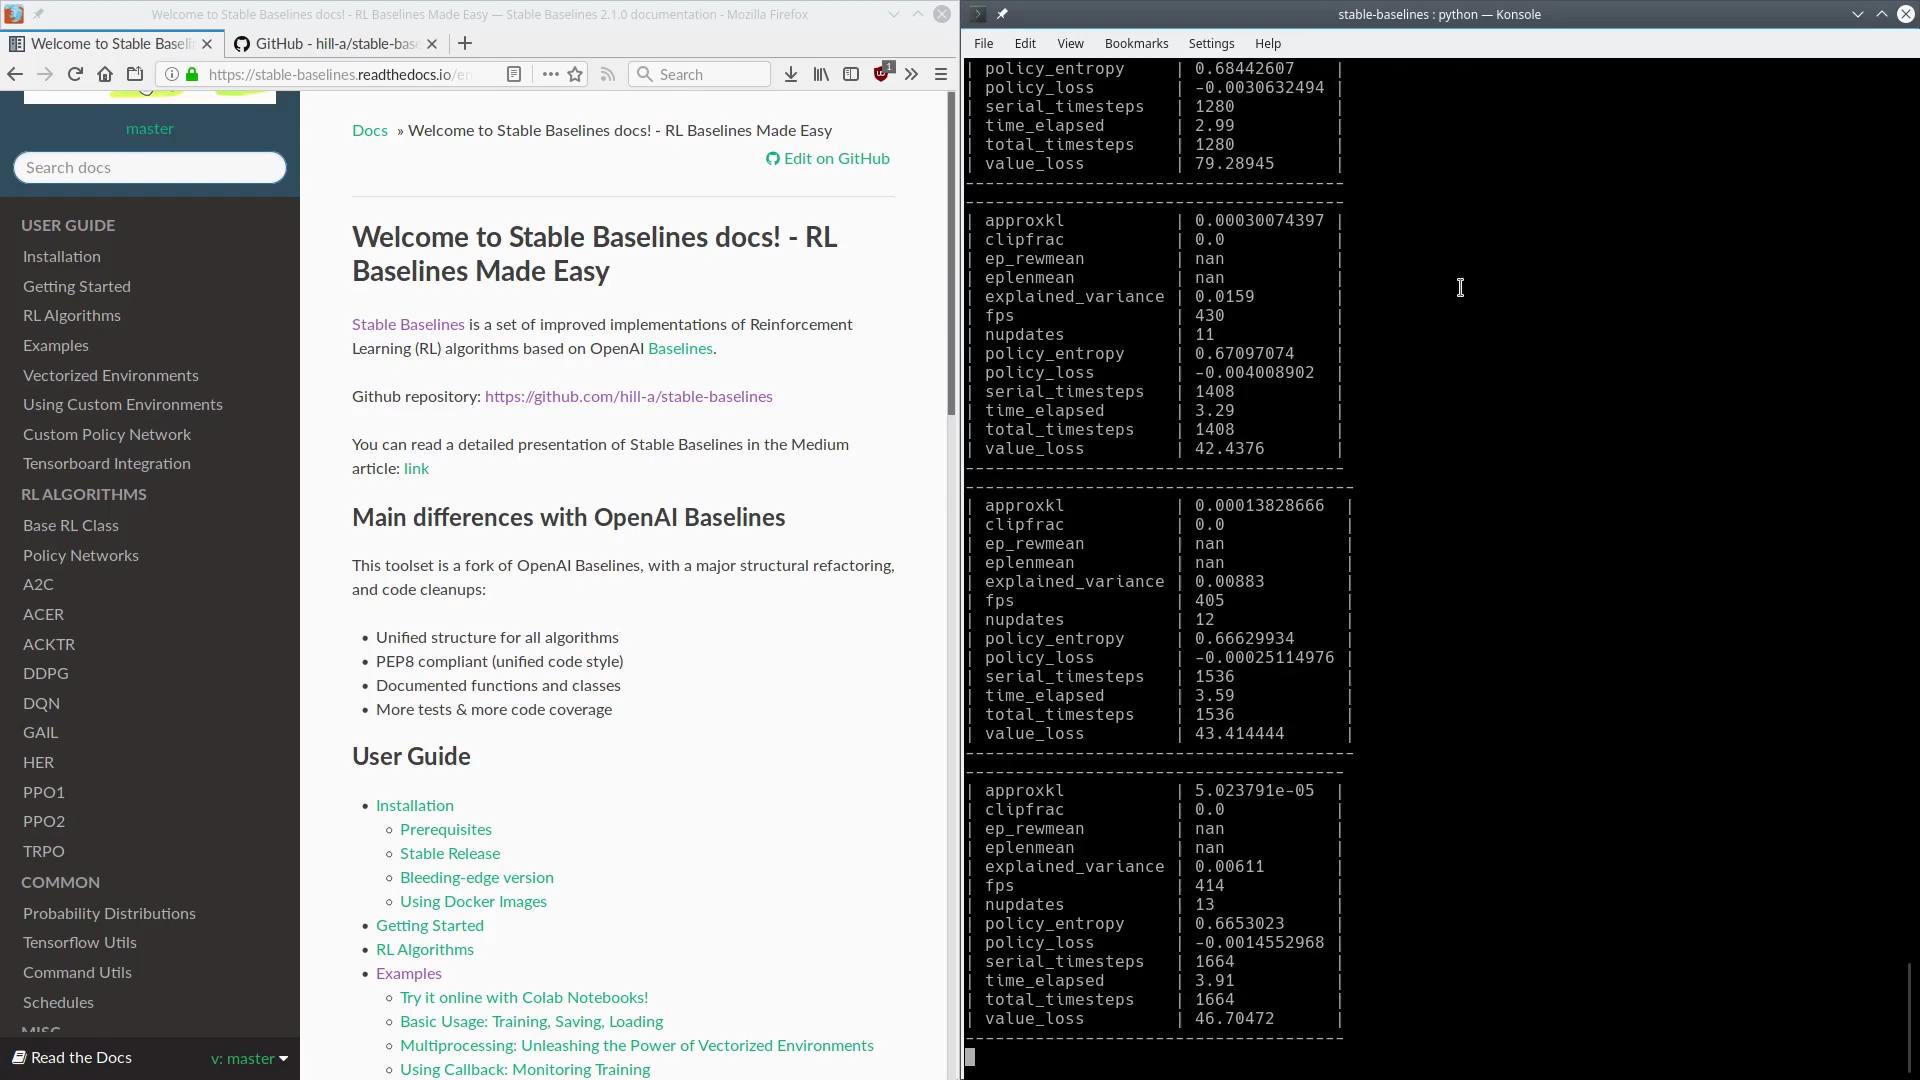 Welcome to Stable Baselines docs! - RL Baselines Made Easy — Stable Baselines 2.1.0 documentation - Mozilla Firefox
Welcome to Stable Baseli
GitHub - hill-a/stable-base
https://stable-baselines.readthedocs.io/en
Search
1
master
Search docs
USER GUIDE
Installation
Getting Started
RL Algorithms
Examples
Vectorized Environments
Using Custom Environments
Custom Policy Network
Tensorboard Integration
RL ALGORITHMS
Base RL Class
Policy Networks
A2C
ACER
ACKTR
DDPG
DQN
GAIL
HER
PPO1
PPO2
TRPO
COMMON
Probability Distributions
Tensorflow Utils
Command Utils
Schedules
MISC
Read the Docs
v: master
Docs » Welcome to Stable Baselines docs! - RL Baselines Made Easy
Edit on GitHub
Welcome to Stable Baselines docs! - RL
Baselines Made Easy
Stable Baselines is a set of improved implementations of Reinforcement
Learning (RL) algorithms based on OpenAI Baselines.
Github repository: https://github.com/hill-a/stable-baselines
You can read a detailed presentation of Stable Baselines in the Medium
article: link
Main differences with OpenAI Baselines
This toolset is a fork of OpenAI Baselines, with a major structural refactoring,
and code cleanups:
• Unified structure for all algorithms
• PEP8 compliant (unified code style)
• Documented functions and classes
• More tests & more code coverage
User Guide
• Installation
◦ Prerequisites
◦ Stable Release
◦ Bleeding-edge version
◦ Using Docker Images
• Getting Started
• RL Algorithms
• Examples
◦ Try it online with Colab Notebooks!
◦ Basic Usage: Training, Saving, Loading
◦ Multiprocessing: Unleashing the Power of Vectorized Environments
◦ Using Callback: Monitoring Training
stable-baselines : python — Konsole
File Edit View Bookmarks Settings Help
| policy_entropy | 0.68442607 |
| policy_loss | -0.0030632494 |
| serial_timesteps | 1280 |
| time_elapsed | 2.99 |
| total_timesteps | 1280 |
| value_loss | 79.28945 |
--------------------------------------
--------------------------------------
| approxkl | 0.00030074397 |
| clipfrac | 0.0 |
| ep_rewmean | nan |
| eplenmean | nan |
| explained_variance | 0.0159 |
| fps | 430 |
| nupdates | 11 |
| policy_entropy | 0.67097074 |
| policy_loss | -0.004008902 |
| serial_timesteps | 1408 |
| time_elapsed | 3.29 |
| total_timesteps | 1408 |
| value_loss | 42.4376 |
--------------------------------------
---------------------------------------
| approxkl | 0.00013828666 |
| clipfrac | 0.0 |
| ep_rewmean | nan |
| eplenmean | nan |
| explained_variance | 0.00883 |
| fps | 405 |
| nupdates | 12 |
| policy_entropy | 0.66629934 |
| policy_loss | -0.00025114976 |
| serial_timesteps | 1536 |
| time_elapsed | 3.59 |
| total_timesteps | 1536 |
| value_loss | 43.414444 |
---------------------------------------
--------------------------------------
| approxkl | 5.023791e-05 |
| clipfrac | 0.0 |
| ep_rewmean | nan |
| eplenmean | nan |
| explained_variance | 0.00611 |
| fps | 414 |
| nupdates | 13 |
| policy_entropy | 0.6653023 |
| policy_loss | -0.0014552968 |
| serial_timesteps | 1664 |
| time_elapsed | 3.91 |
| total_timesteps | 1664 |
| value_loss | 46.70472 |
--------------------------------------